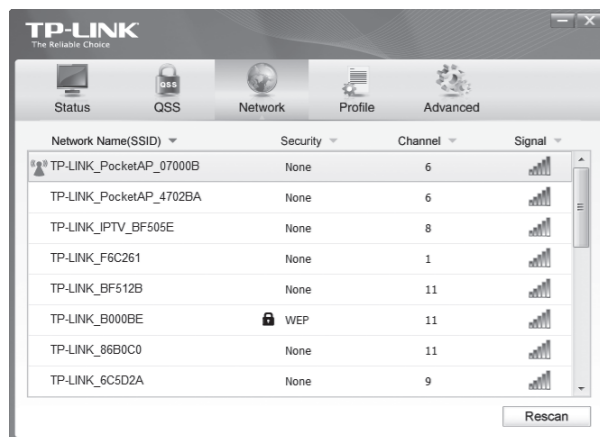 TP-LINK
The Reliable Choice
Status QSS Network Profile Advanced
Network Name(SSID) Security Channel Signal
TP-LINK_PocketAP_07000B None 6
TP-LINK_PocketAP_4702BA None 6
TP-LINK_IPTV_BF505E None 8
TP-LINK_F6C261 None 1
TP-LINK_BF512B None 11
TP-LINK_B000BE WEP 11
TP-LINK_86B0C0 None 11
TP-LINK_6C5D2A None 9
Rescan